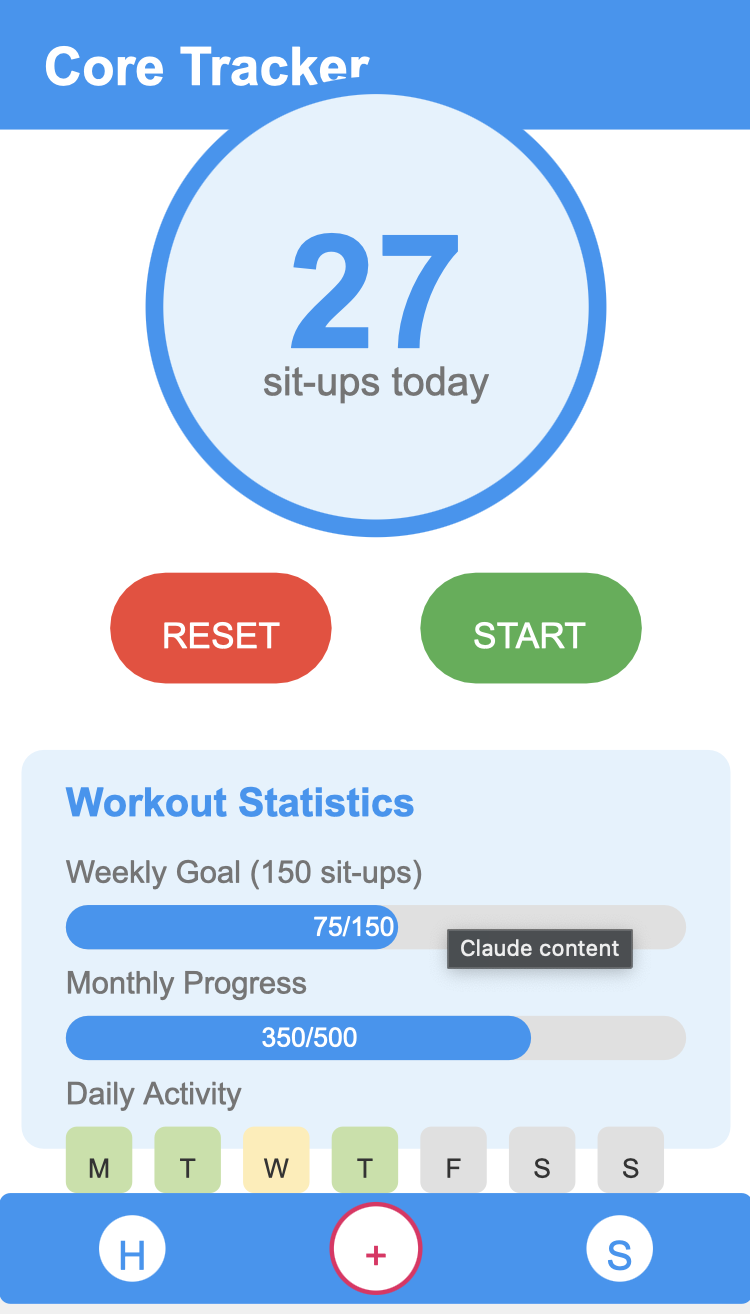 Core Tracker
27
sit-ups today
RESET
START
Workout Statistics
Weekly Goal (150 sit-ups)
75/150
Claude content
Monthly Progress
350/500
Daily Activity
M T W T F S S
H + S